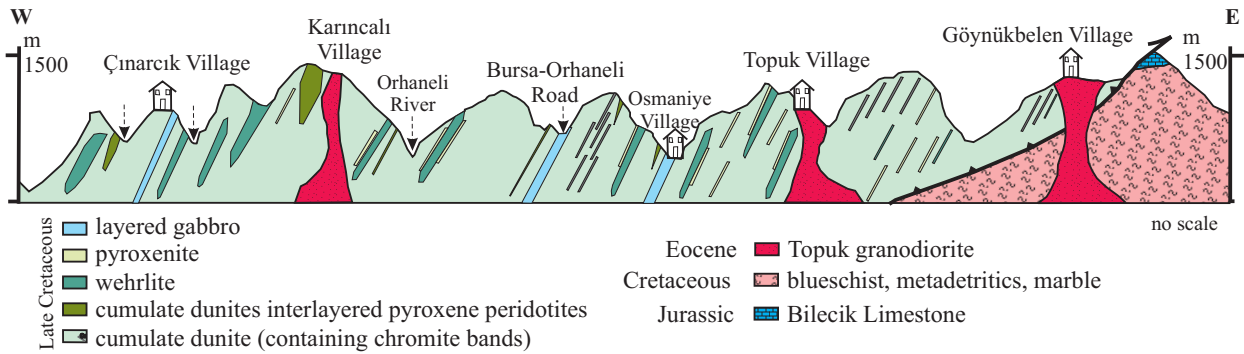 W
E
m
1500
Çınarcık Village
Karıncalı
Village
Orhaneli
River
Bursa-Orhaneli
Road
Osmaniye
Village
Topuk Village
Göynükbelen Village
m
1500
no scale
Late Cretaceous
layered gabbro
pyroxenite
wehrlite
cumulate dunites interlayered pyroxene peridotites
cumulate dunite (containing chromite bands)
Eocene Topuk granodiorite
Cretaceous blueschist, metadetritics, marble
Jurassic Bilecik Limestone